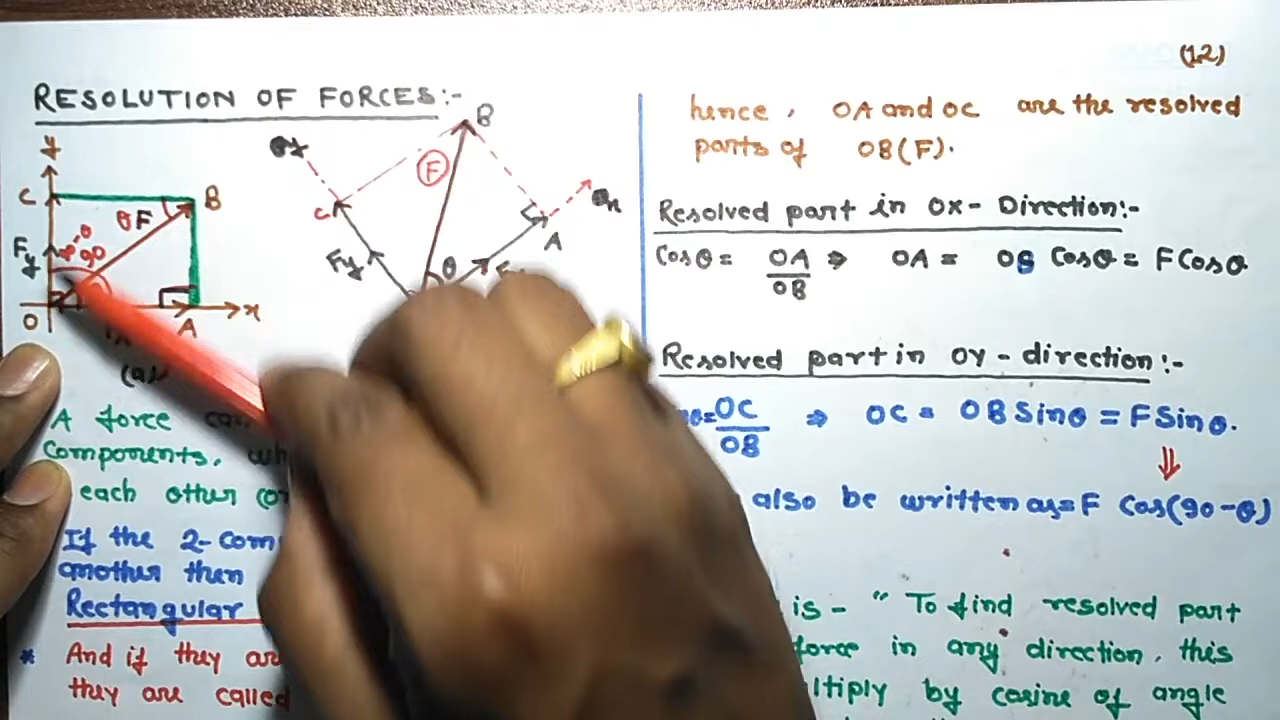 (12)
RESOLUTION OF FORCES:-
y
C
B
θ F
90-θ
90
Fy
O
A
x
(a)
B
F
Oy
C
Ox
A
Fy
θ
A force
components,
each other
If the 2-com
another then
Rectangular
* And if they are
they are called
hence, OA and OC are the resolved
parts of OB(F).
Resolved part in Ox-Direction:-
Cosθ = OA/OB ⇒ OA = OB Cosθ = F Cosθ
Resolved part in Oy-direction:-
= OC/OB ⇒ OC = OB Sinθ = F Sinθ.
⇓
also be written as = F Cos(90-θ)
is - " To find resolved part
force in any direction, this
ltiply by cosine of angle